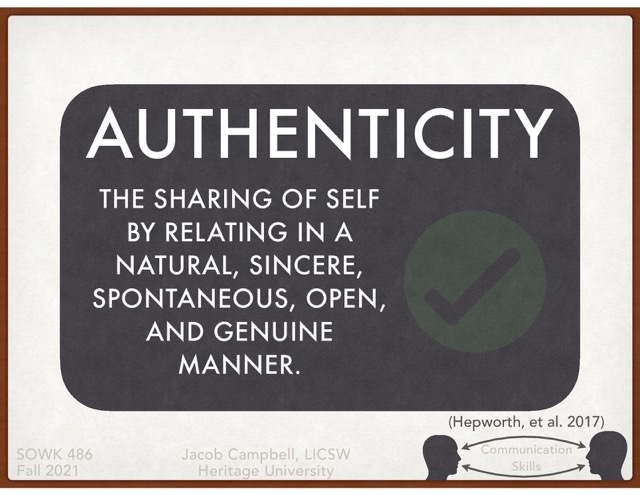 AUTHENTICITY
THE SHARING OF SELF
BY RELATING IN A
NATURAL, SINCERE,
SPONTANEOUS, OPEN,
AND GENUINE
MANNER.
(Hepworth, et al. 2017)
SOWK 486
Fall 2021
Jacob Campbell, LICSW
Heritage University
Communication
Skills